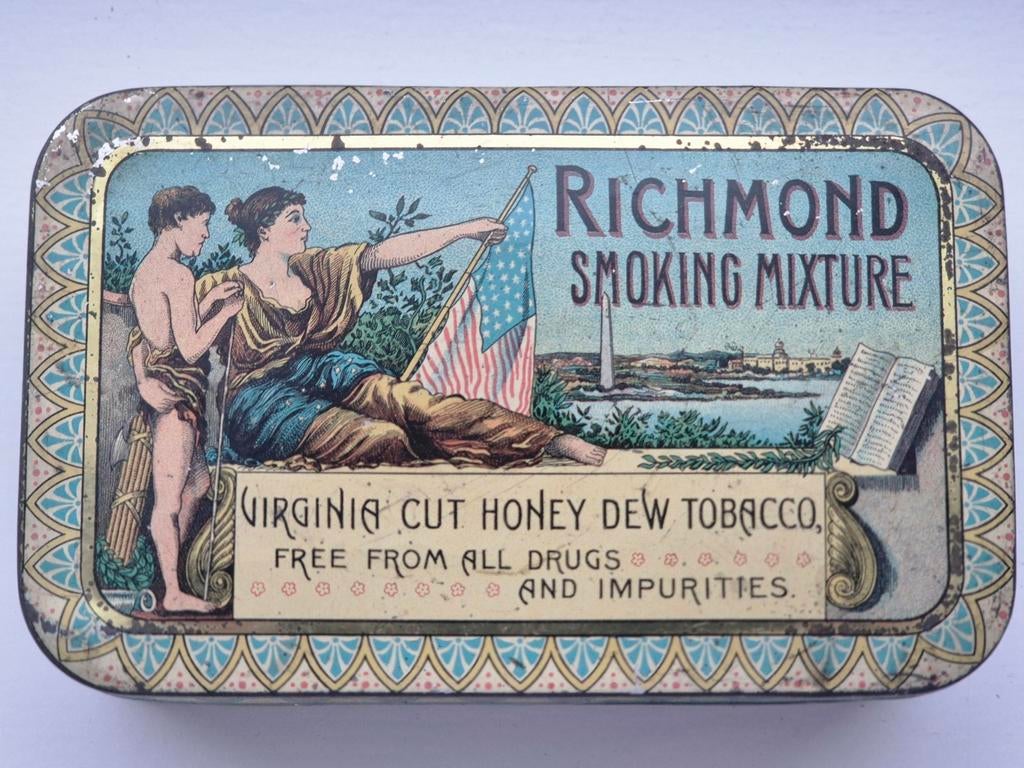 RICHMOND
SMOKING MIXTURE
VIRGINIA CUT HONEY DEW TOBACCO,
FREE FROM ALL DRUGS
AND IMPURITIES.